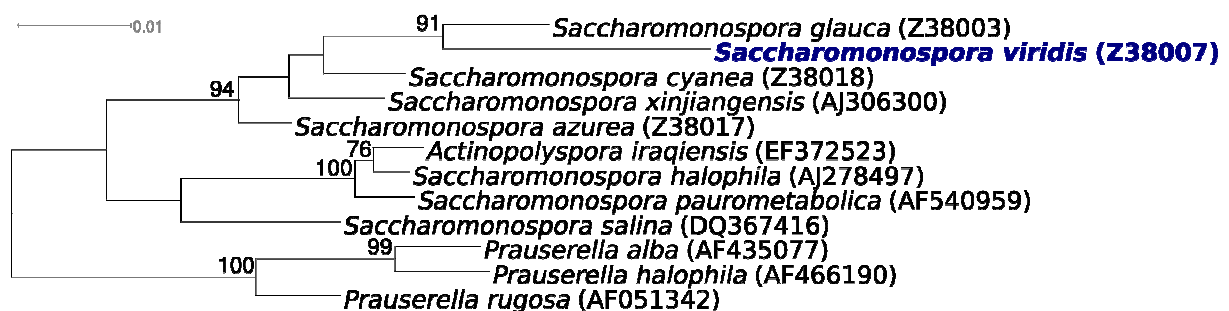 0.01
91
Saccharomonospora glauca (Z38003)
Saccharomonospora viridis (Z38007)
Saccharomonospora cyanea (Z38018)
94
Saccharomonospora xinjiangensis (AJ306300)
Saccharomonospora azurea (Z38017)
76
Actinopolyspora iraqiensis (EF372523)
100
Saccharomonospora halophila (AJ278497)
Saccharomonospora paurometabolica (AF540959)
Saccharomonospora salina (DQ367416)
99
Prauserella alba (AF435077)
100
Prauserella halophila (AF466190)
Prauserella rugosa (AF051342)